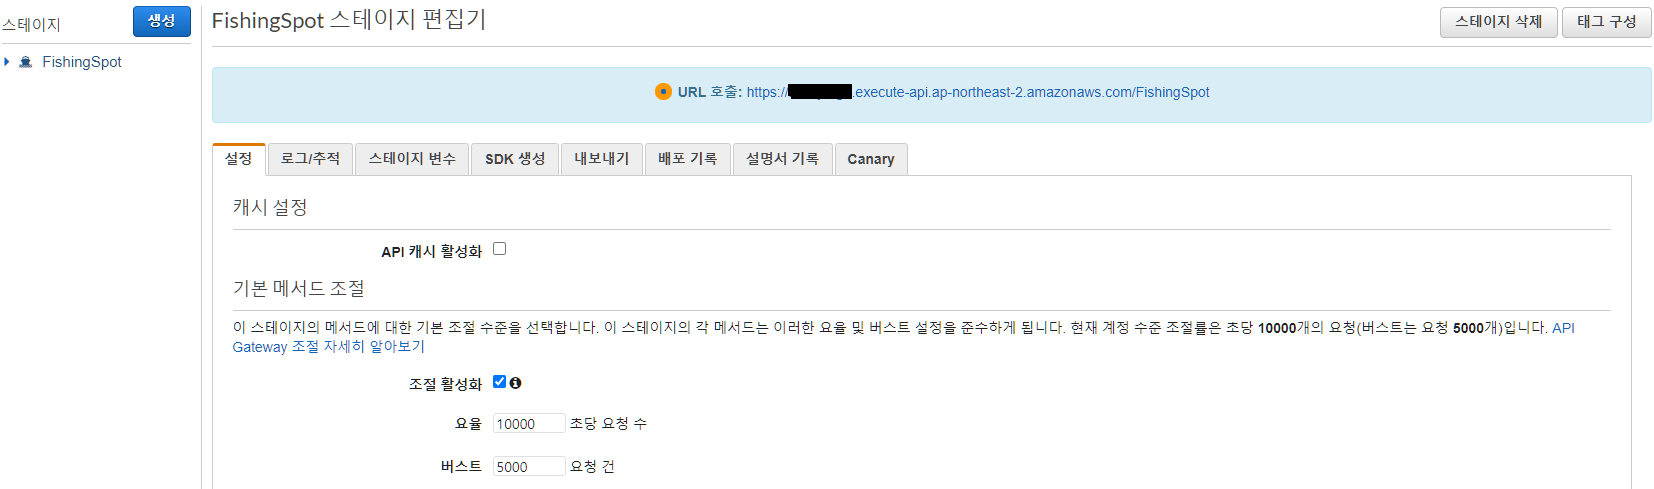 스테이지
생성
FishingSpot
FishingSpot 스테이지 편집기
스테이지 삭제
태그 구성
URL 호출: https:// .execute-api.ap-northeast-2.amazonaws.com/FishingSpot
설정
로그/추적
스테이지 변수
SDK 생성
내보내기
배포 기록
설명서 기록
Canary
캐시 설정
API 캐시 활성화
기본 메서드 조절
이 스테이지의 메서드에 대한 기본 조절 수준을 선택합니다. 이 스테이지의 각 메서드는 이러한 요율 및 버스트 설정을 준수하게 됩니다. 현재 계정 수준 조절률은 초당 10000개의 요청(버스트는 요청 5000개)입니다. API
Gateway 조절 자세히 알아보기
조절 활성화
요율 10000 초당 요청 수
버스트 5000 요청 건